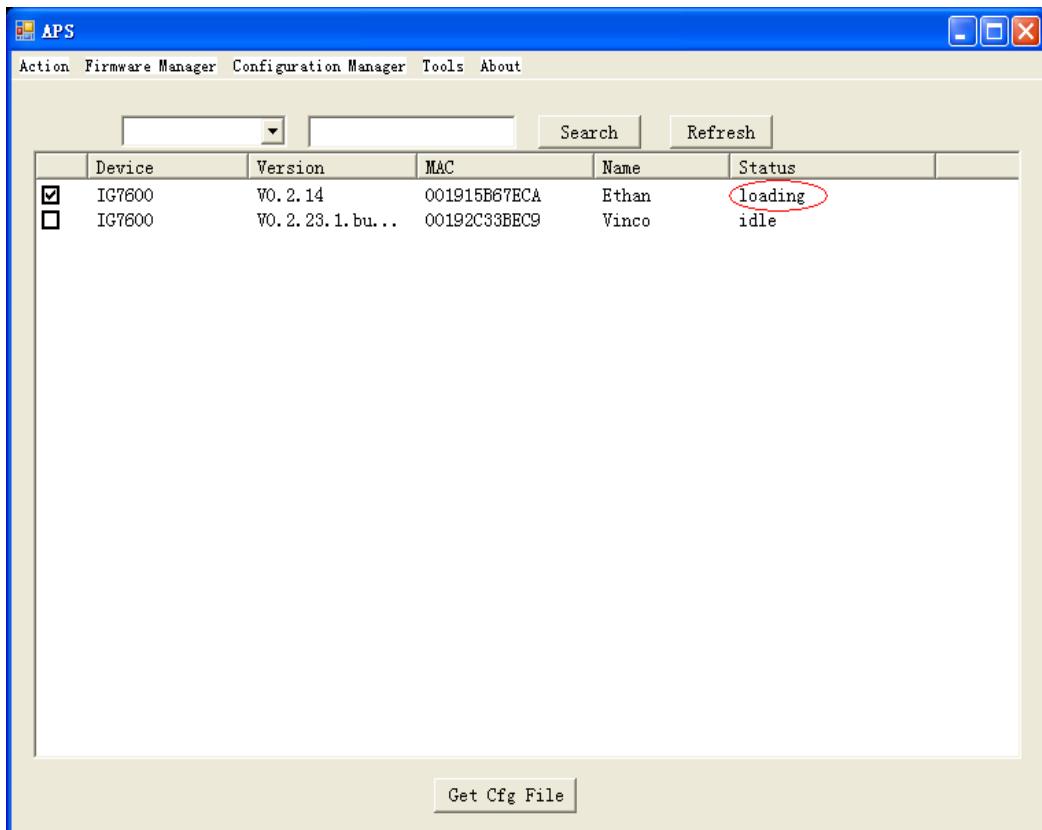 APS
Action Firmware Manager Configuration Manager Tools About
Search Refresh
Device Version MAC Name Status
IG7600 V0.2.14 001915B67ECA Ethan loading
IG7600 V0.2.23.1.bu... 00192C33BEC9 Vinco idle
Get Cfg File